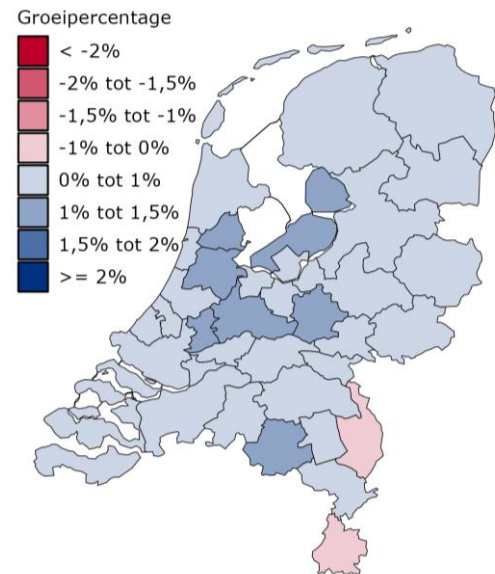 Groeipercentage
< -2%
-2% tot -1,5%
-1,5% tot -1%
-1% tot 0%
0% tot 1%
1% tot 1,5%
1,5% tot 2%
>= 2%